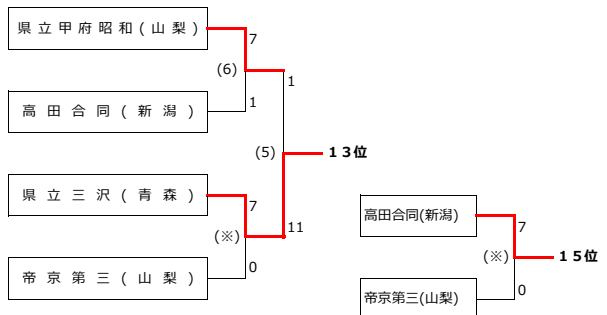 県立甲府昭和(山梨)
7
(6)
1
高田合同(新潟)
1
(5)
13位
県立三沢(青森)
7
11
(※)
0
帝京第三(山梨)
高田合同(新潟)
7
(※)
15位
0
帝京第三(山梨)